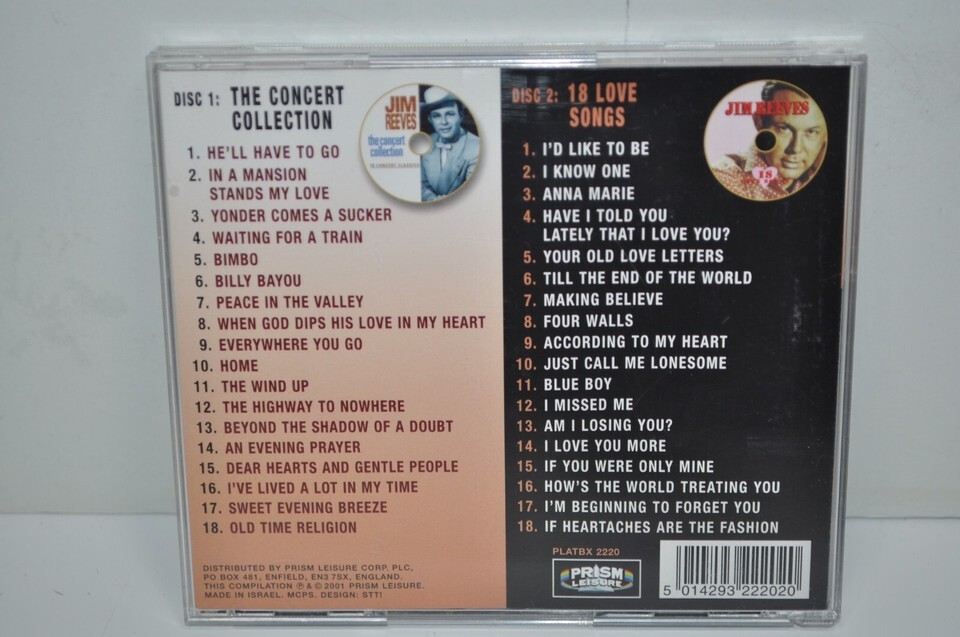 DISC 1: THE CONCERT
COLLECTION
JIM
REEVES
the concert
collection
1. HE'LL HAVE TO GO
2. IN A MANSION
STANDS MY LOVE
3. YONDER COMES A SUCKER
4. WAITING FOR A TRAIN
5. BIMBO
6. BILLY BAYOU
7. PEACE IN THE VALLEY
8. WHEN GOD DIPS HIS LOVE IN MY HEART
9. EVERYWHERE YOU GO
10. HOME
11. THE WIND UP
12. THE HIGHWAY TO NOWHERE
13. BEYOND THE SHADOW OF A DOUBT
14. AN EVENING PRAYER
15. DEAR HEARTS AND GENTLE PEOPLE
16. I'VE LIVED A LOT IN MY TIME
17. SWEET EVENING BREEZE
18. OLD TIME RELIGION
DISTRIBUTED BY PRISM LEISURE CORP. PLC,
PO BOX 481, ENFIELD, EN3 7SX, ENGLAND.
THIS COMPILATION ℗ & © 2001 PRISM LEISURE.
MADE IN ISRAEL. MCPS. DESIGN: STT1
DISC 2: 18 LOVE
SONGS
JIM REEVES
18
1. I'D LIKE TO BE
2. I KNOW ONE
3. ANNA MARIE
4. HAVE I TOLD YOU
LATELY THAT I LOVE YOU?
5. YOUR OLD LOVE LETTERS
6. TILL THE END OF THE WORLD
7. MAKING BELIEVE
8. FOUR WALLS
9. ACCORDING TO MY HEART
10. JUST CALL ME LONESOME
11. BLUE BOY
12. I MISSED ME
13. AM I LOSING YOU?
14. I LOVE YOU MORE
15. IF YOU WERE ONLY MINE
16. HOW'S THE WORLD TREATING YOU
17. I'M BEGINNING TO FORGET YOU
18. IF HEARTACHES ARE THE FASHION
PLATBX 2220
PRISM
LEISURE
5 014293 222020